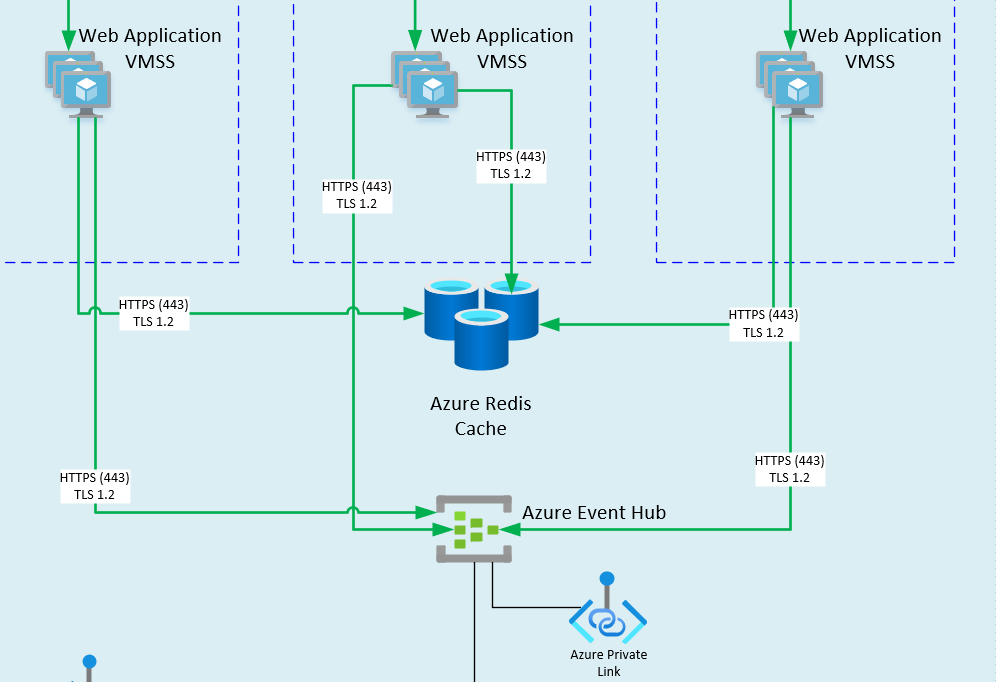 Web Application
VMSS
Web Application
VMSS
Web Application
VMSS
HTTPS (443)
TLS 1.2
HTTPS (443)
TLS 1.2
HTTPS (443)
TLS 1.2
HTTPS (443)
TLS 1.2
Azure Redis
Cache
HTTPS (443)
TLS 1.2
HTTPS (443)
TLS 1.2
Azure Event Hub
Azure Private
Link